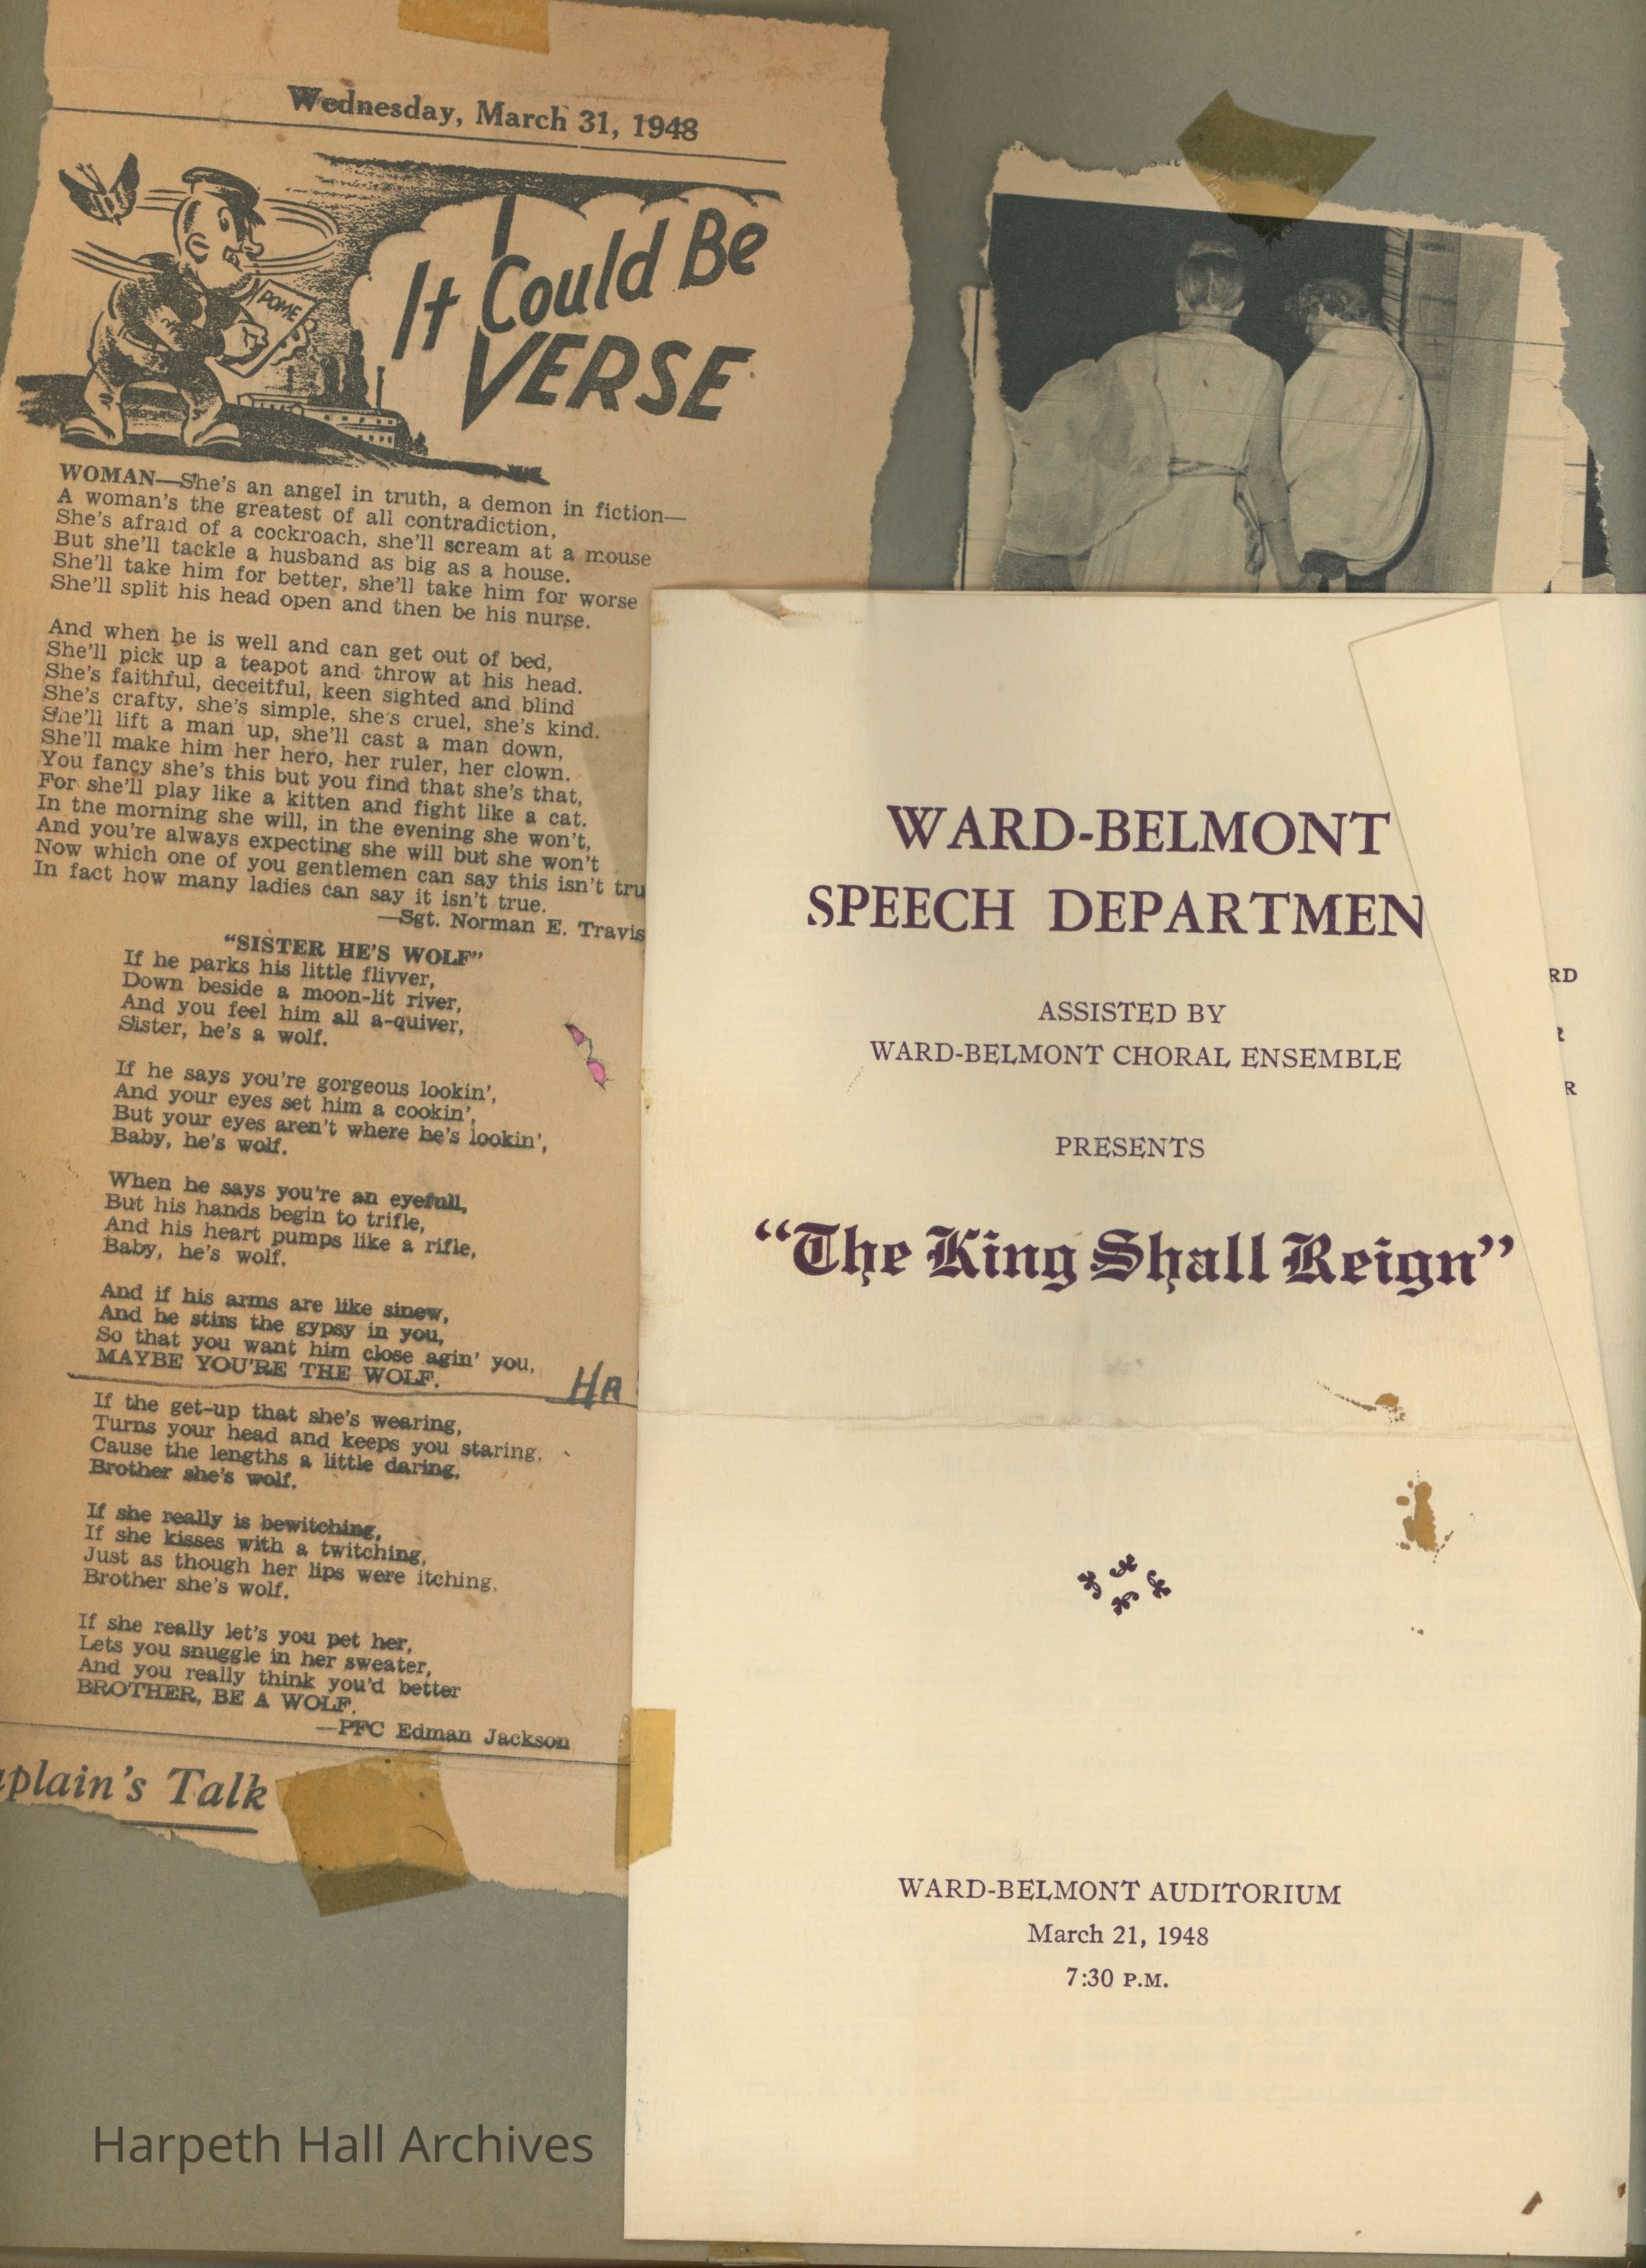 Wednesday, March 31, 1948
POME
It Could Be
VERSE
WOMAN—She's an angel in truth, a demon in fiction—
A woman's the greatest of all contradiction,
She's afraid of a cockroach, she'll scream at a mouse
But she'll tackle a husband as big as a house.
She'll take him for better, she'll take him for worse
She'll split his head open and then be his nurse.
And when he is well and can get out of bed,
She'll pick up a teapot and throw at his head.
She's faithful, deceitful, keen sighted and blind
She's crafty, she's simple, she's cruel, she's kind.
She'll lift a man up, she'll cast a man down,
She'll make him her hero, her ruler, her clown.
You fancy she's this but you find that she's that,
For she'll play like a kitten and fight like a cat.
In the morning she will, in the evening she won't,
And you're always expecting she will but she won't
Now which one of you gentlemen can say this isn't tru
In fact how many ladies can say it isn't true.
—Sgt. Norman E. Travis
"SISTER HE'S WOLF"
If he parks his little flivver,
Down beside a moon-lit river,
And you feel him all a-quiver,
Sister, he's a wolf.
If he says you're gorgeous lookin',
And your eyes set him a cookin',
But your eyes aren't where he's lookin',
Baby, he's wolf.
When he says you're an eyefull,
But his hands begin to trifle,
And his heart pumps like a rifle,
Baby, he's wolf.
And if his arms are like sinew,
And he stirs the gypsy in you,
So that you want him close agin' you,
MAYBE YOU'RE THE WOLF.
HA
If the get-up that she's wearing,
Turns your head and keeps you staring,
Cause the lengths a little daring,
Brother she's wolf.
If she really is bewitching,
If she kisses with a twitching,
Just as though her lips were itching,
Brother she's wolf.
If she really let's you pet her,
Lets you snuggle in her sweater,
And you really think you'd better
BROTHER, BE A WOLF.
—PFC Edman Jackson
aplain's Talk
WARD-BELMONT
SPEECH DEPARTMEN
ASSISTED BY
WARD-BELMONT CHORAL ENSEMBLE
PRESENTS
"The King Shall Reign"
WARD-BELMONT AUDITORIUM
March 21, 1948
7:30 P.M.
RD
R
R
Harpeth Hall Archives